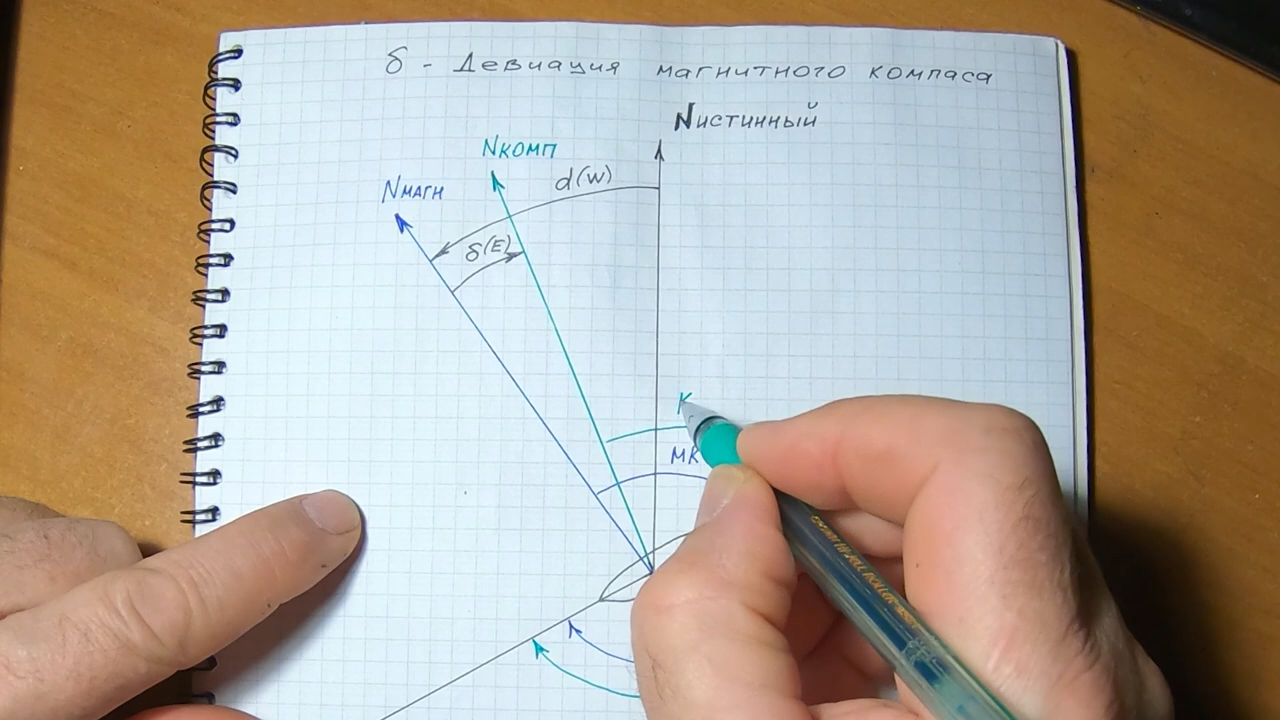 δ - Девиация магнитного компаса
Nистинный
Nкомп
d(W)
Nмагн
δ(E)
К
МК